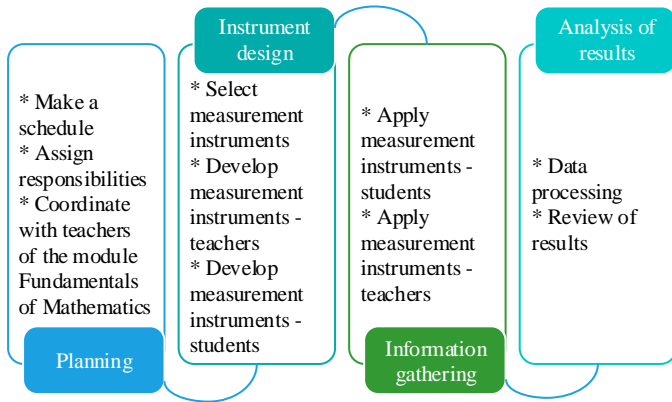 * Make a
schedule
* Assign
responsibilities
* Coordinate
with teachers
of the module
Fundamentals
of Mathematics
Planning
Instrument
design
* Select
measurement
instruments
* Develop
measurement
instruments -
teachers
* Develop
measurement
instruments -
students
* Apply
measurement
instruments -
students
* Apply
measurement
instruments -
teachers
Information
gathering
Analysis of
results
* Data
processing
* Review of
results